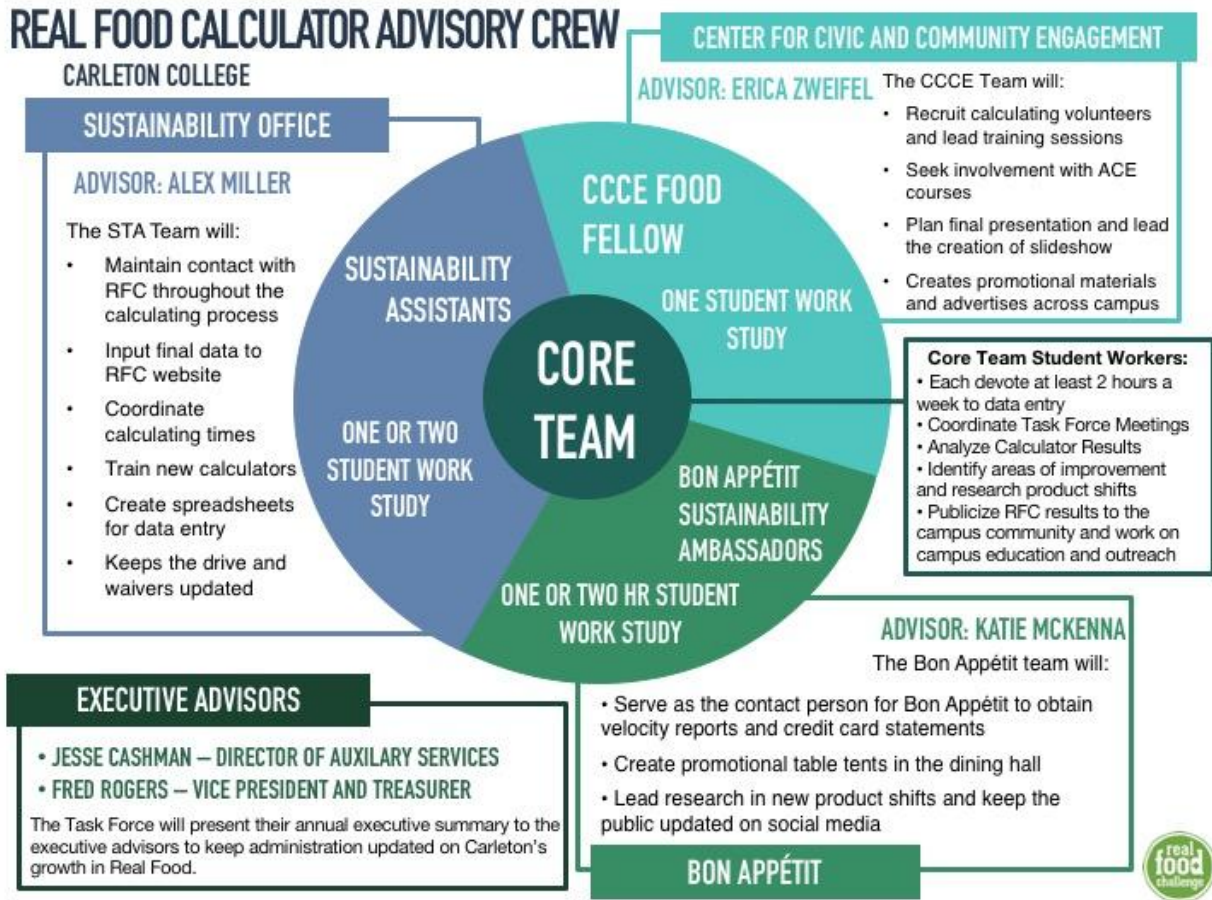 REAL FOOD CALCULATOR ADVISORY CREW
CARLETON COLLEGE
SUSTAINABILITY OFFICE
ADVISOR: ALEX MILLER
The STA Team will:
• Maintain contact with
RFC throughout the
calculating process
• Input final data to
RFC website
• Coordinate
calculating times
• Train new calculators
• Create spreadsheets
for data entry
• Keeps the drive and
waivers updated
CENTER FOR CIVIC AND COMMUNITY ENGAGEMENT
ADVISOR: ERICA ZWEIFEL
The CCCE Team will:
• Recruit calculating volunteers
and lead training sessions
• Seek involvement with ACE
courses
• Plan final presentation and lead
the creation of slideshow
• Creates promotional materials
and advertises across campus
CCCE FOOD
FELLOW
ONE STUDENT WORK
STUDY
SUSTAINABILITY
ASSISTANTS
ONE OR TWO
STUDENT WORK
STUDY
CORE
TEAM
BON APPÉTIT
SUSTAINABILITY
AMBASSADORS
ONE OR TWO HR STUDENT
WORK STUDY
Core Team Student Workers:
• Each devote at least 2 hours a
week to data entry
• Coordinate Task Force Meetings
• Analyze Calculator Results
• Identify areas of improvement
and research product shifts
• Publicize RFC results to the
campus community and work on
campus education and outreach
EXECUTIVE ADVISORS
• JESSE CASHMAN – DIRECTOR OF AUXILARY SERVICES
• FRED ROGERS – VICE PRESIDENT AND TREASURER
The Task Force will present their annual executive summary to the
executive advisors to keep administration updated on Carleton's
growth in Real Food.
ADVISOR: KATIE MCKENNA
The Bon Appétit team will:
• Serve as the contact person for Bon Appétit to obtain
velocity reports and credit card statements
• Create promotional table tents in the dining hall
• Lead research in new product shifts and keep the
public updated on social media
BON APPÉTIT
real
food
challenge